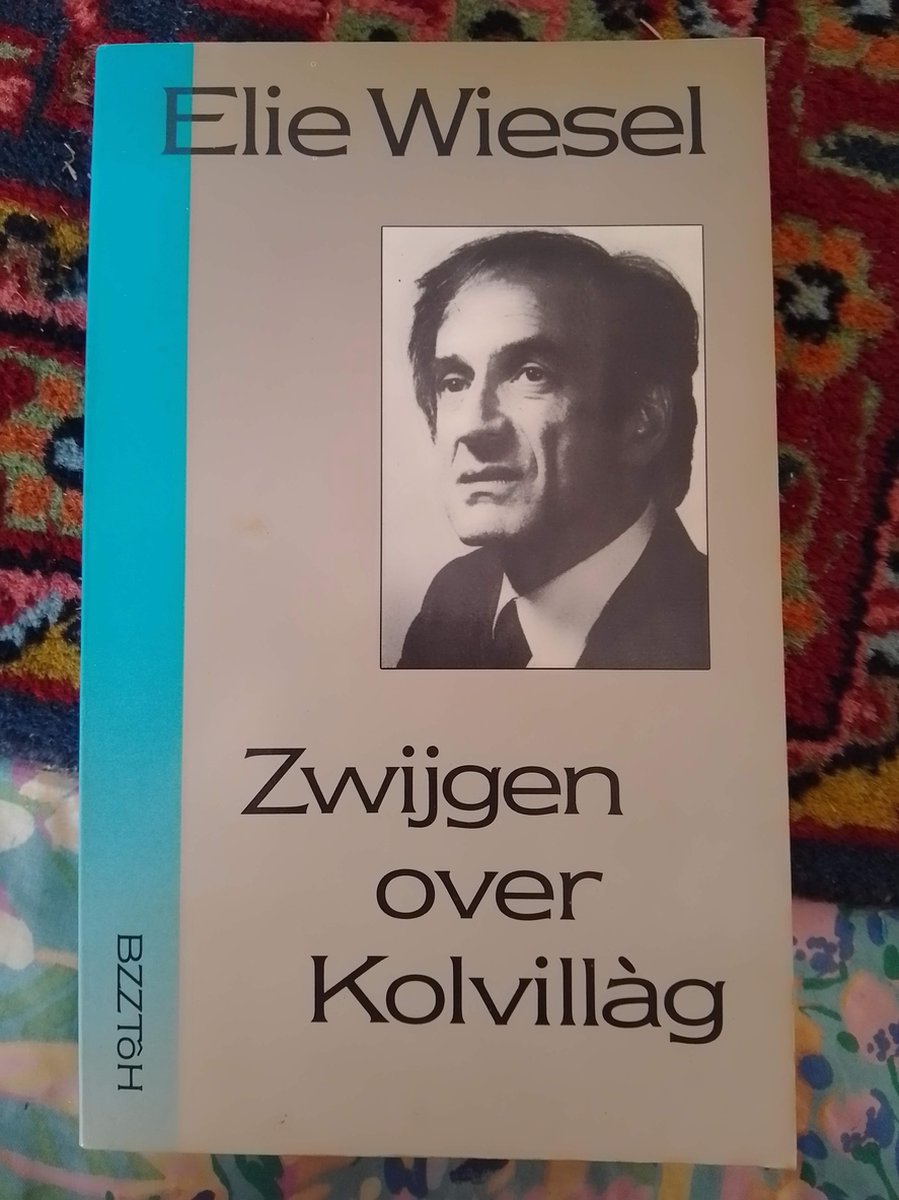 Elie Wiesel
Zwijgen
over
Kolvillàg
BZZTôH